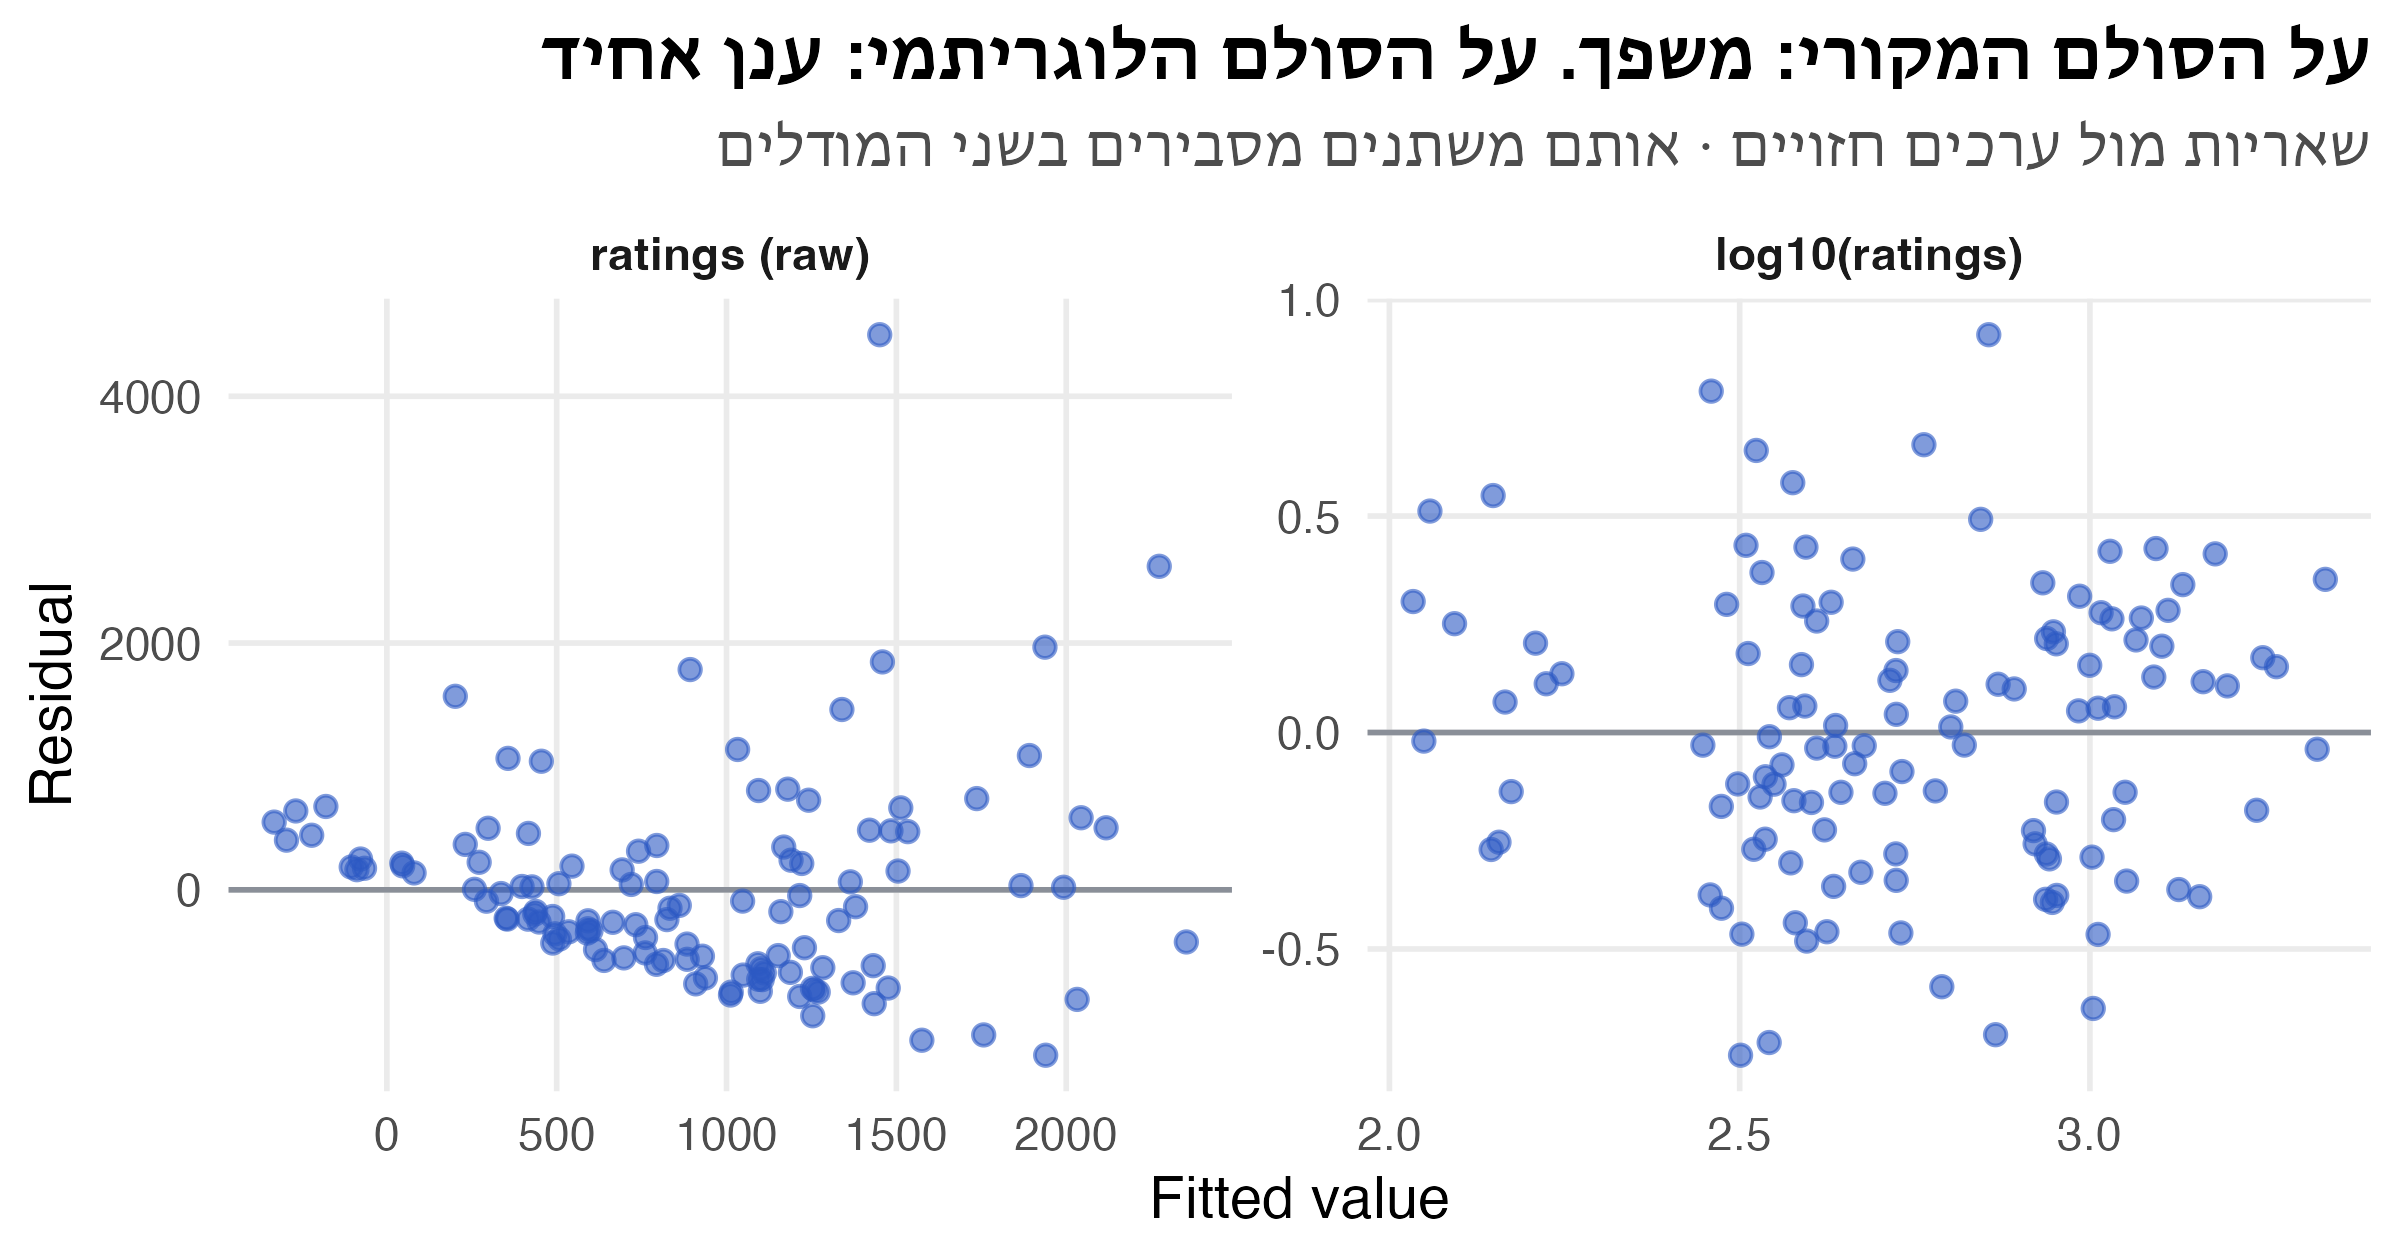 על הסולם המקורי: משפך. על הסולם הלוגריתמי: ענן אחיד
שאריות מול ערכים חזויים · אותם משתנים מסבירים בשני המודלים
ratings (raw)
log10(ratings)
Residual
4000
2000
0
1.0
0.5
0.0
-0.5
0 500 1000 1500 2000
2.0 2.5 3.0
Fitted value